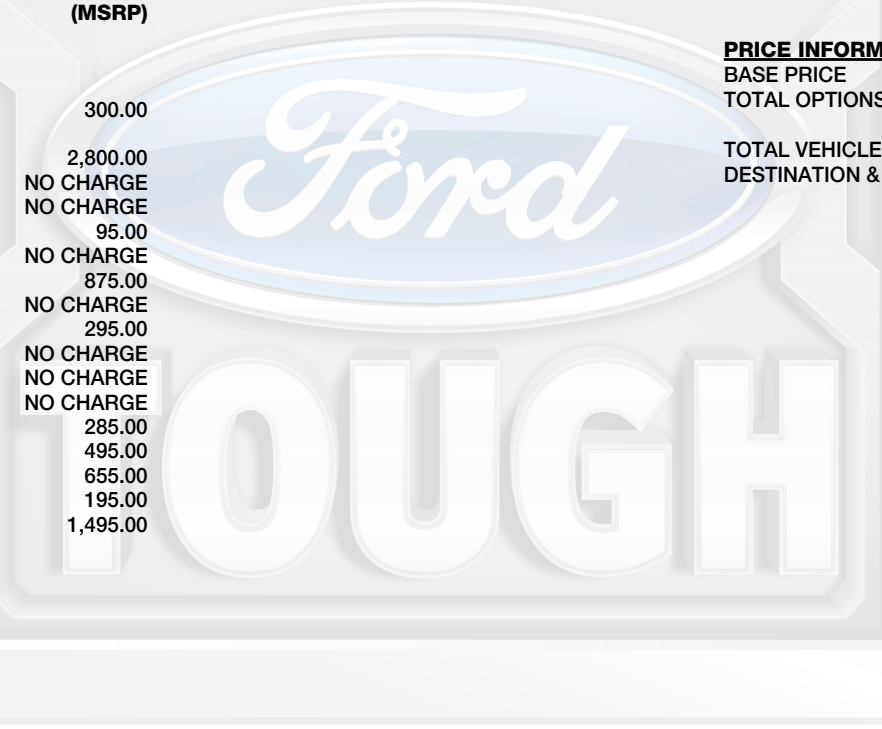 (MSRP)
300.00
2,800.00
NO CHARGE
NO CHARGE
95.00
NO CHARGE
875.00
NO CHARGE
295.00
NO CHARGE
NO CHARGE
NO CHARGE
285.00
495.00
655.00
195.00
1,495.00
PRICE INFORM
BASE PRICE
TOTAL OPTIONS
TOTAL VEHICLE
DESTINATION &
Ford
TOUGH